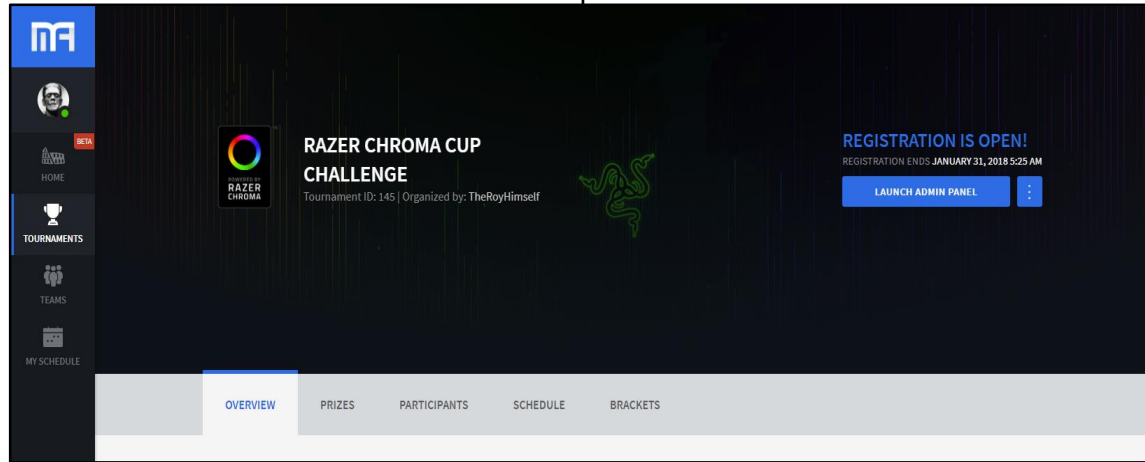 MA
BETA
HOME
TOURNAMENTS
TEAMS
MY SCHEDULE
POWERED BY
RAZER
CHROMA
RAZER CHROMA CUP
CHALLENGE
Tournament ID: 145 | Organized by: TheRoyHimself
REGISTRATION IS OPEN!
REGISTRATION ENDS JANUARY 31, 2018 5:25 AM
LAUNCH ADMIN PANEL
OVERVIEW PRIZES PARTICIPANTS SCHEDULE BRACKETS